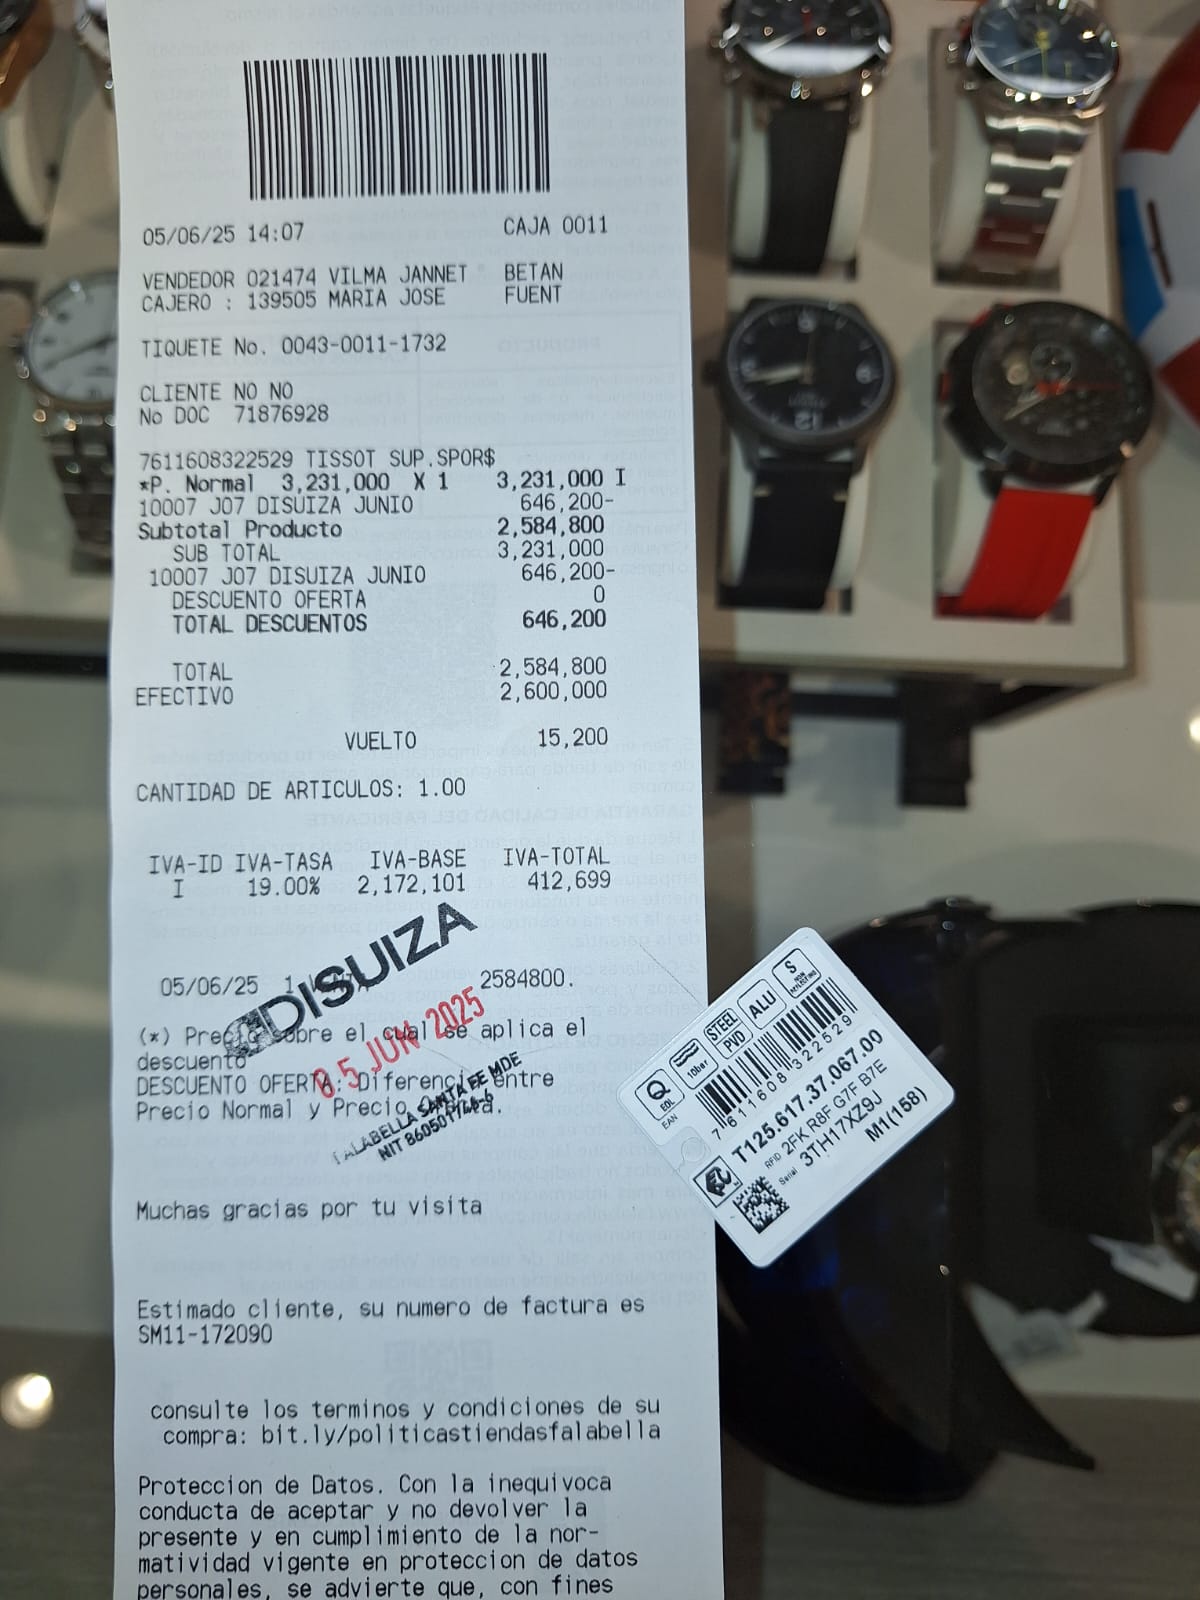 05/06/25 14:07 CAJA 0011
VENDEDOR 021474 VILMA JANNET BETAN
CAJERO : 139505 MARIA JOSE FUENT
TIQUETE No. 0043-0011-1732
CLIENTE NO NO
No DOC 71876928
7611608322529 TISSOT SUP.SPOR$
*P. Normal 3,231,000 X 1 3,231,000 I
10007 J07 DISUIZA JUNIO 646,200-
Subtotal Producto 2,584,800
SUB TOTAL 3,231,000
10007 J07 DISUIZA JUNIO 646,200-
DESCUENTO OFERTA 0
TOTAL DESCUENTOS 646,200
TOTAL 2,584,800
EFECTIVO 2,600,000
VUELTO 15,200
CANTIDAD DE ARTICULOS: 1.00
IVA-ID IVA-TASA IVA-BASE IVA-TOTAL
I 19.00% 2,172,101 412,699
DISUIZA
05/06/25 1 2584800.
05 JUN 2025
(*) Precio sobre el cual se aplica el
descuento
DESCUENTO OFERTA: Diferencia entre
Precio Normal y Precio Oferta.
FALABELLA SANTA FE MDE
NIT
Muchas gracias por tu visita
Estimado cliente, su numero de factura es
SM11-172090
consulte los terminos y condiciones de su
compra: bit.ly/politicastiendasfalabella
Proteccion de Datos. Con la inequivoca
conducta de aceptar y no devolver la
presente y en cumplimiento de la nor-
matividad vigente en proteccion de datos
personales, se advierte que, con fines
Q EDL 10bar STEEL PVD ALU S
EAN
7 611608 322529
T125.617.37.067.00
RFID 2FK R8F G7F B7E
Serial 3TH17XZ9J
M1(158)